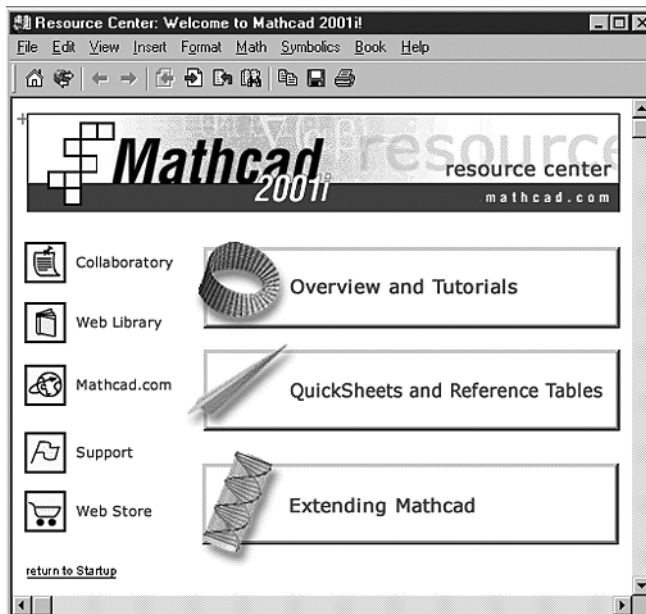 Resource Center: Welcome to Mathcad 2001i!
File Edit View Insert Format Math Symbolics Book Help
resource
Mathcad
2001i
resource center
mathcad.com
Collaboratory
Overview and Tutorials
Web Library
Mathcad.com
QuickSheets and Reference Tables
Support
Web Store
Extending Mathcad
return to Startup